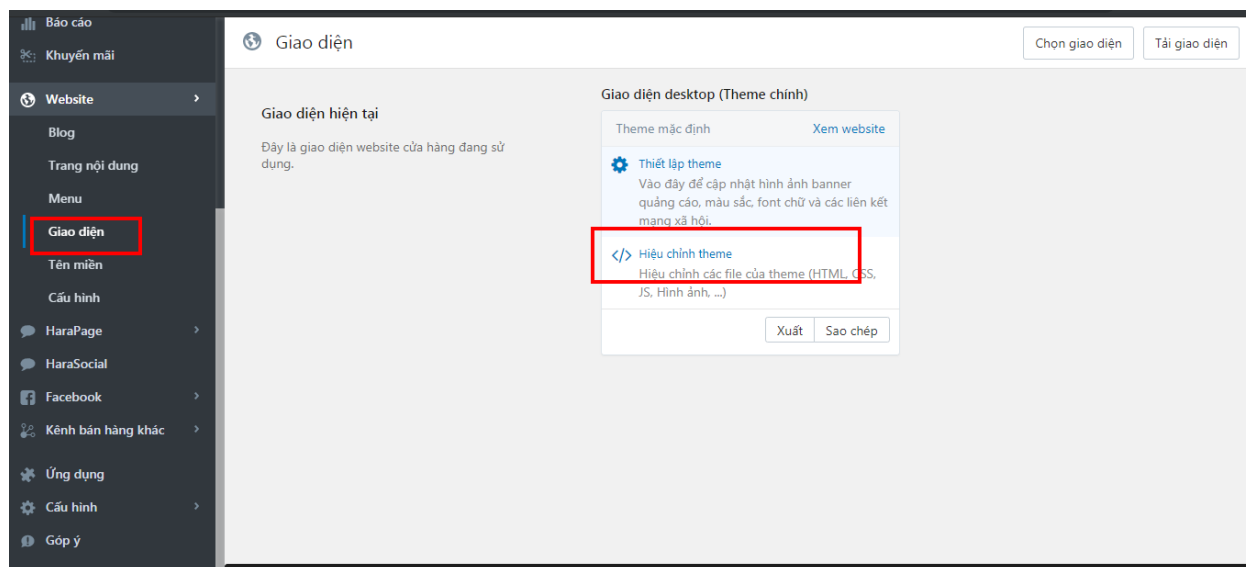 Báo cáo
Khuyến mãi
Website
Blog
Trang nội dung
Menu
Giao diện
Tên miền
Cấu hình
HaraPage
HaraSocial
Facebook
Kênh bán hàng khác
Ứng dụng
Cấu hình
Góp ý
Giao diện
Chọn giao diện
Tải giao diện
Giao diện hiện tại
Đây là giao diện website cửa hàng đang sử
dụng.
Giao diện desktop (Theme chính)
Theme mặc định
Xem website
Thiết lập theme
Vào đây để cập nhật hình ảnh banner
quảng cáo, màu sắc, font chữ và các liên kết
mạng xã hội.
</> Hiệu chỉnh theme
Hiệu chỉnh các file của theme (HTML, CSS,
JS, Hình ảnh, ...)
Xuất
Sao chép